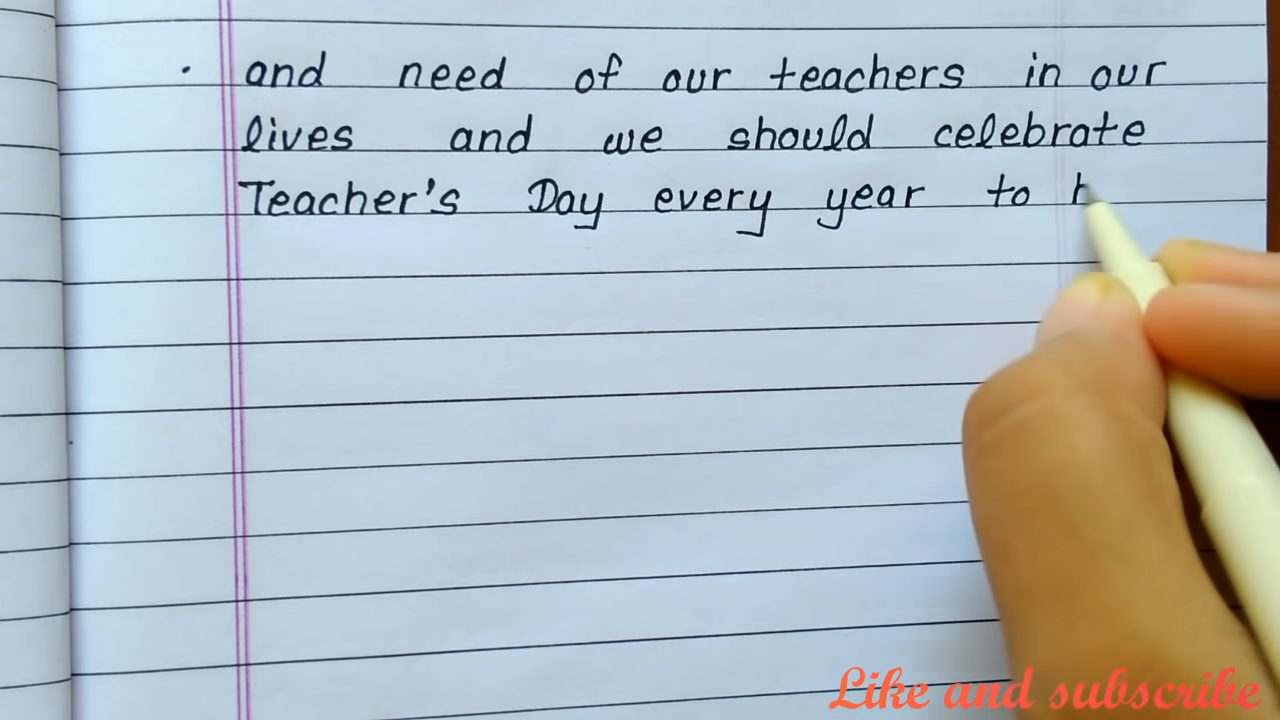 and need of our teachers in our
lives and we should celebrate
Teacher's Day every year to
Like and subscribe